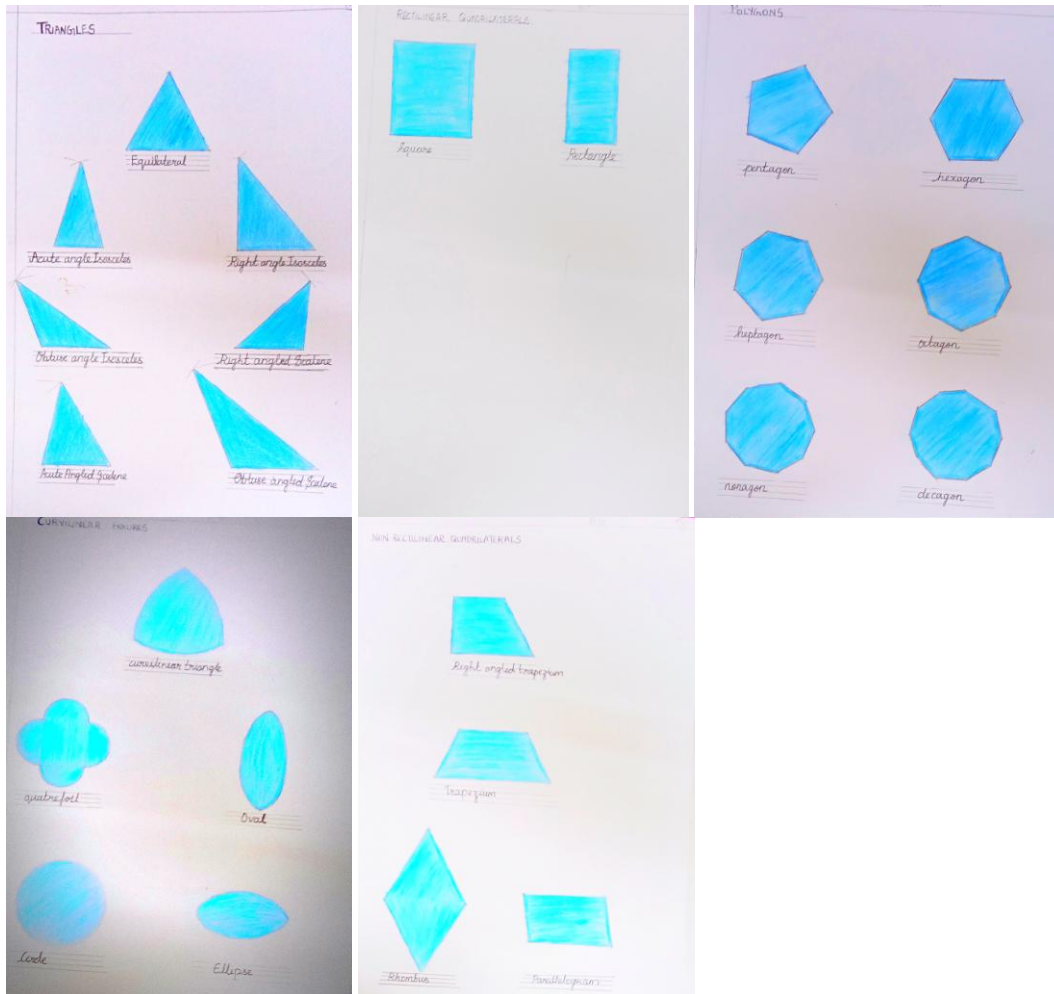 TRIANGLES
Equilateral
Acute angle Isosceles
Right angle Isosceles
Obtuse angle Isosceles
Right angled Scalene
Acute Angled Scalene
Obtuse angled Scalene
RECTILINEAR QUADRILATERALS
Square
Rectangle
POLYGONS
pentagon
hexagon
heptagon
octagon
nonagon
decagon
CURVILINEAR FIGURES
curvilinear triangle
quatrefoil
Oval
Circle
Ellipse
NON RECTILINEAR QUADRILATERALS
Right angled trapezium
Trapezium
Rhombus
Parallelogram